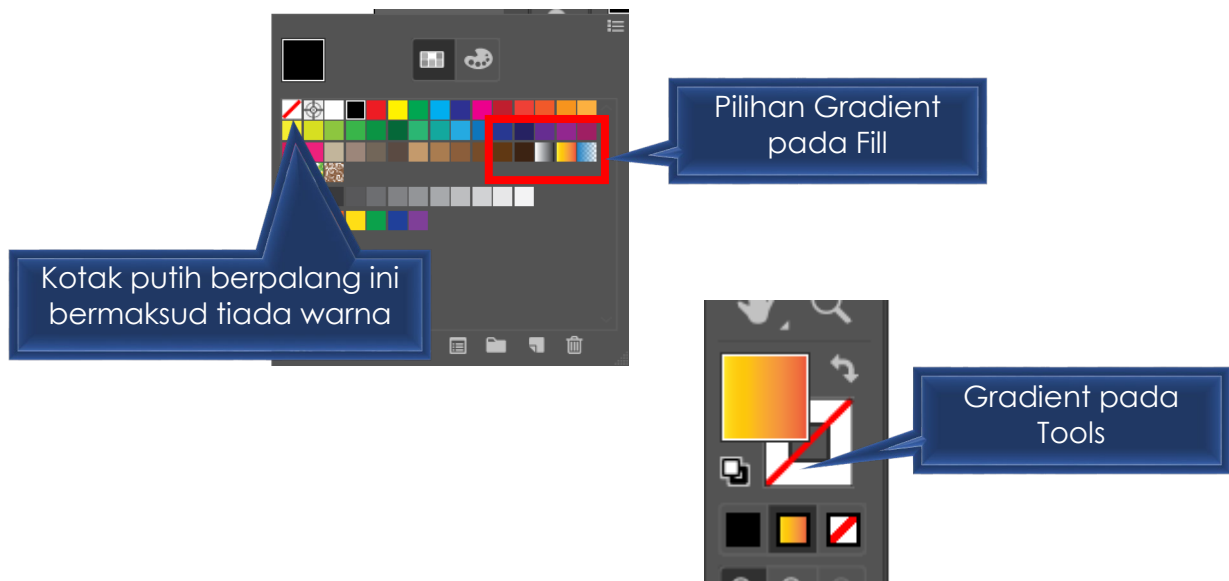 Pilihan Gradient
pada Fill
Kotak putih berpalang ini
bermaksud tiada warna
Gradient pada
Tools